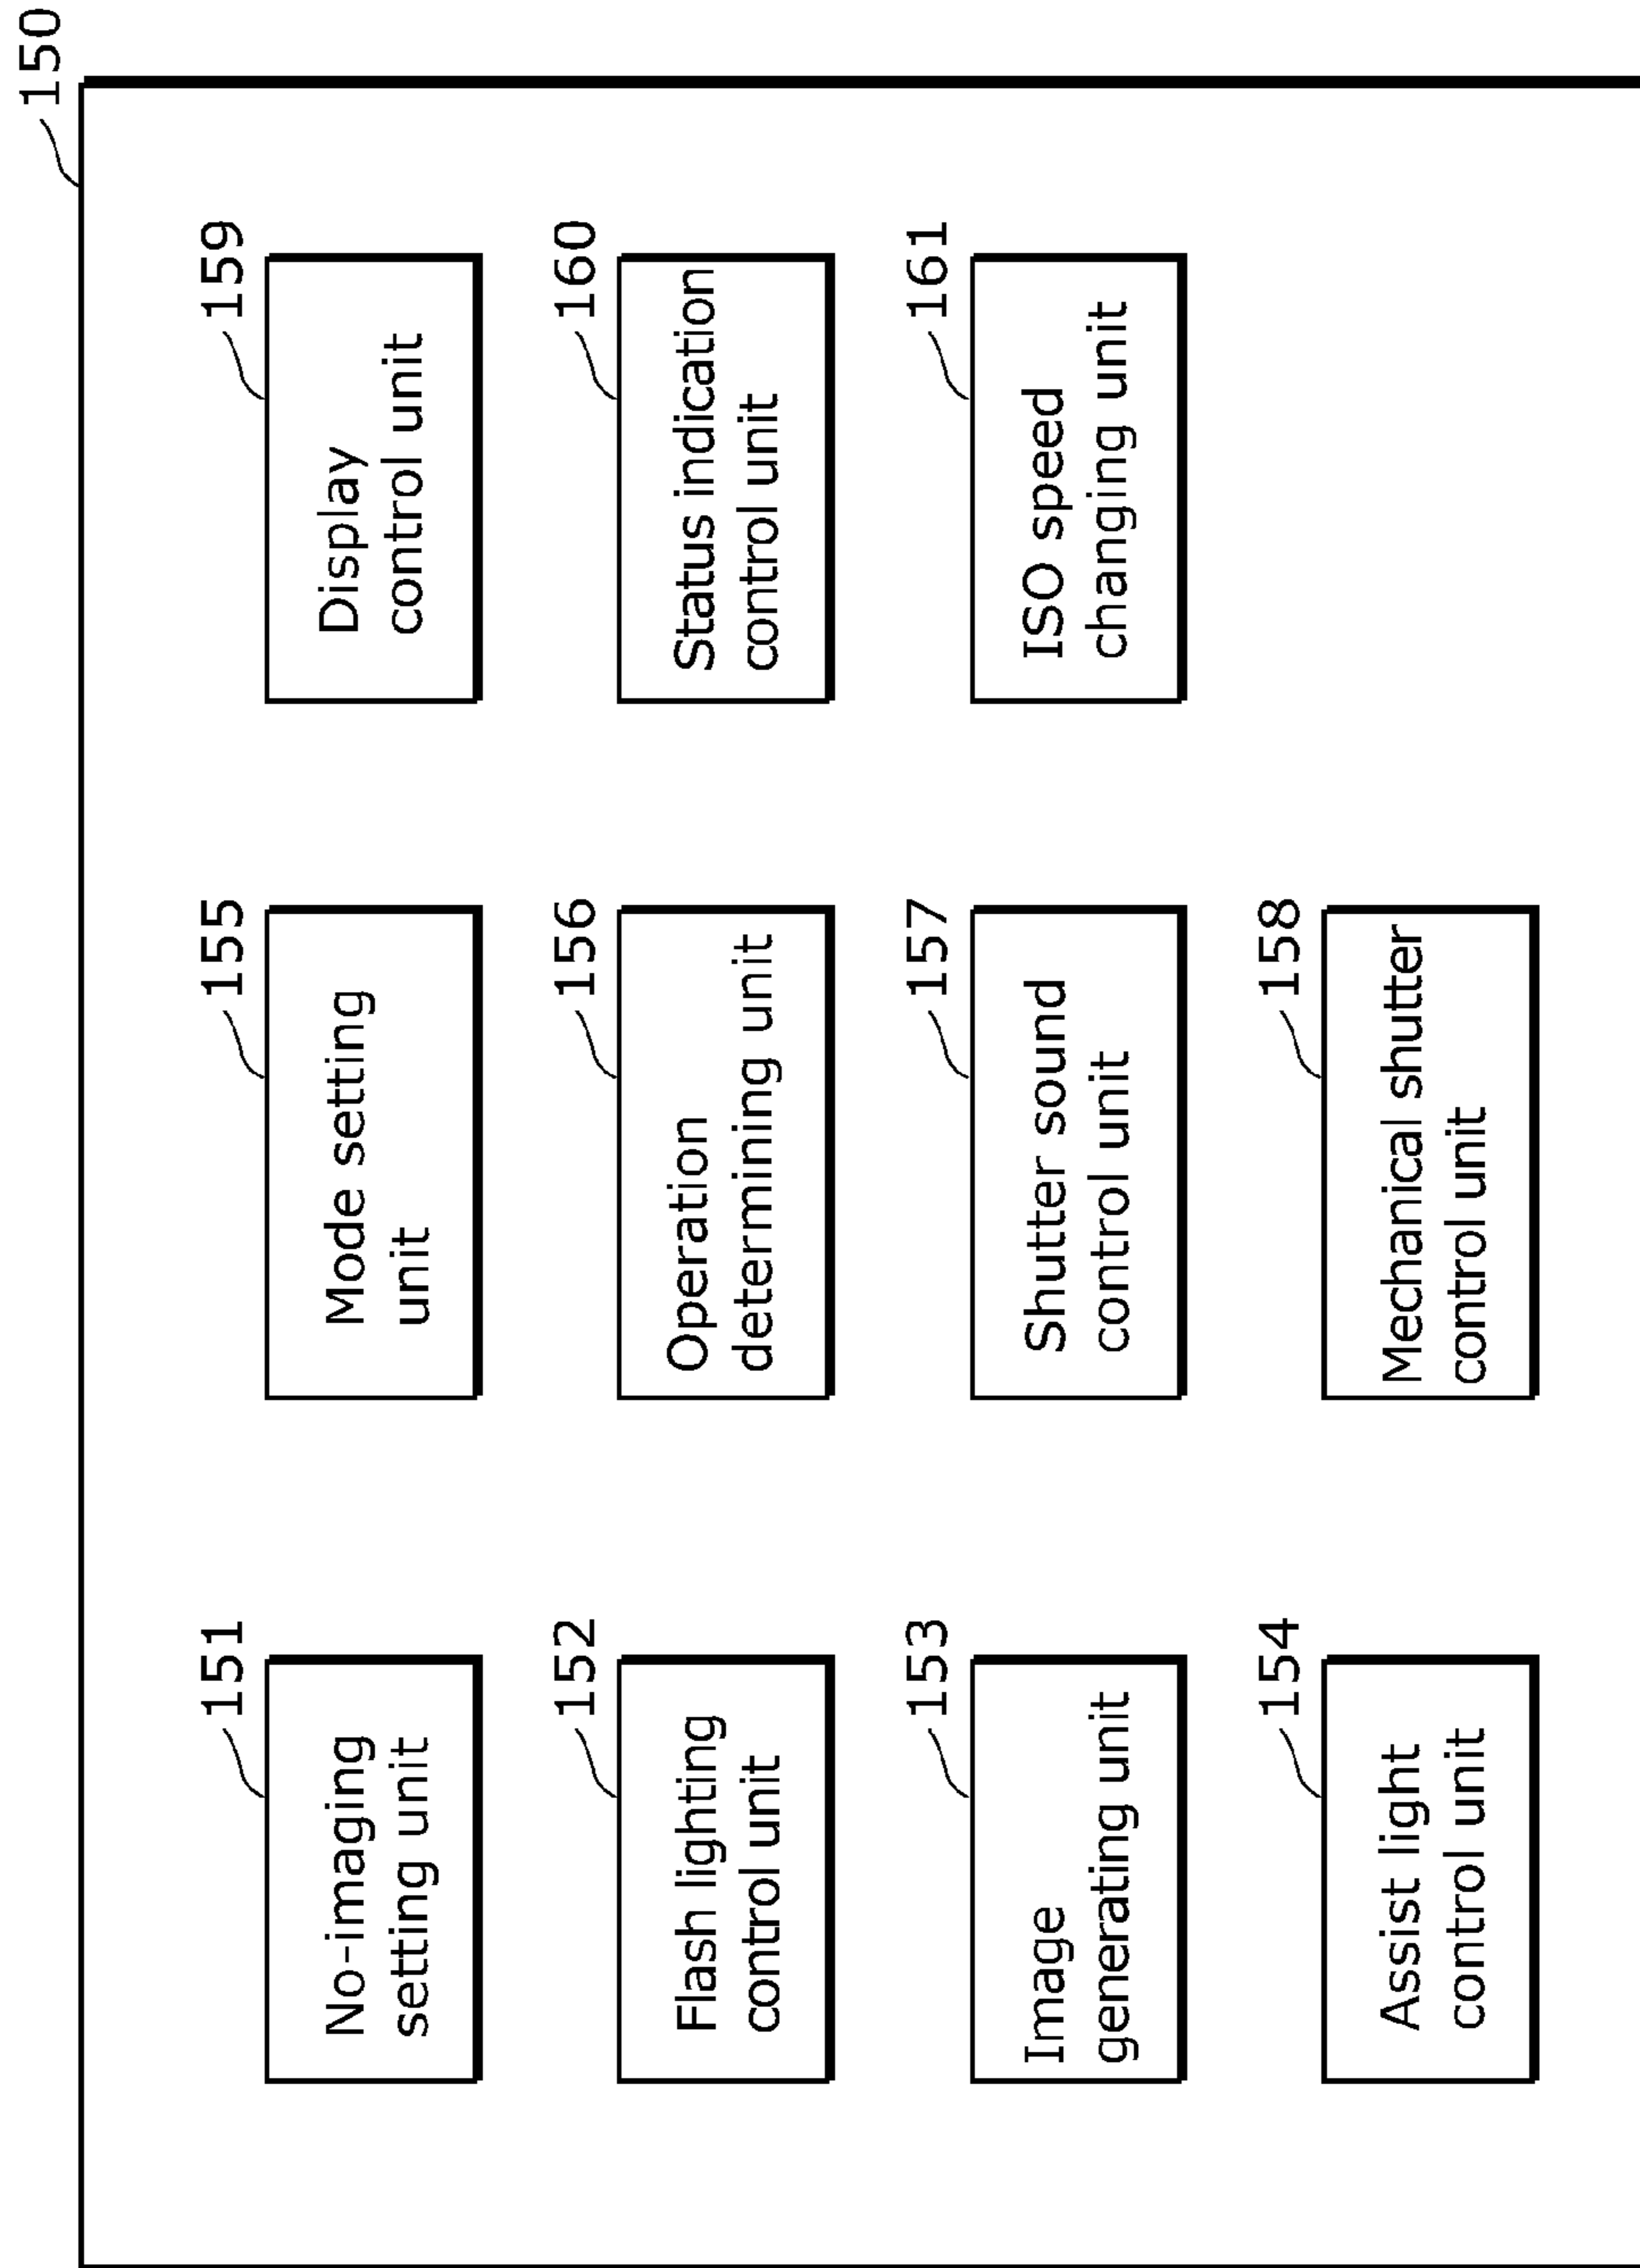 150
151
No-imaging
setting unit
152
Flash lighting
control unit
153
Image
generating unit
154
Assist light
control unit
155
Mode setting
unit
156
Operation
determining unit
157
Shutter sound
control unit
158
Mechanical shutter
control unit
159
Display
control unit
160
Status indication
control unit
161
ISO speed
changing unit